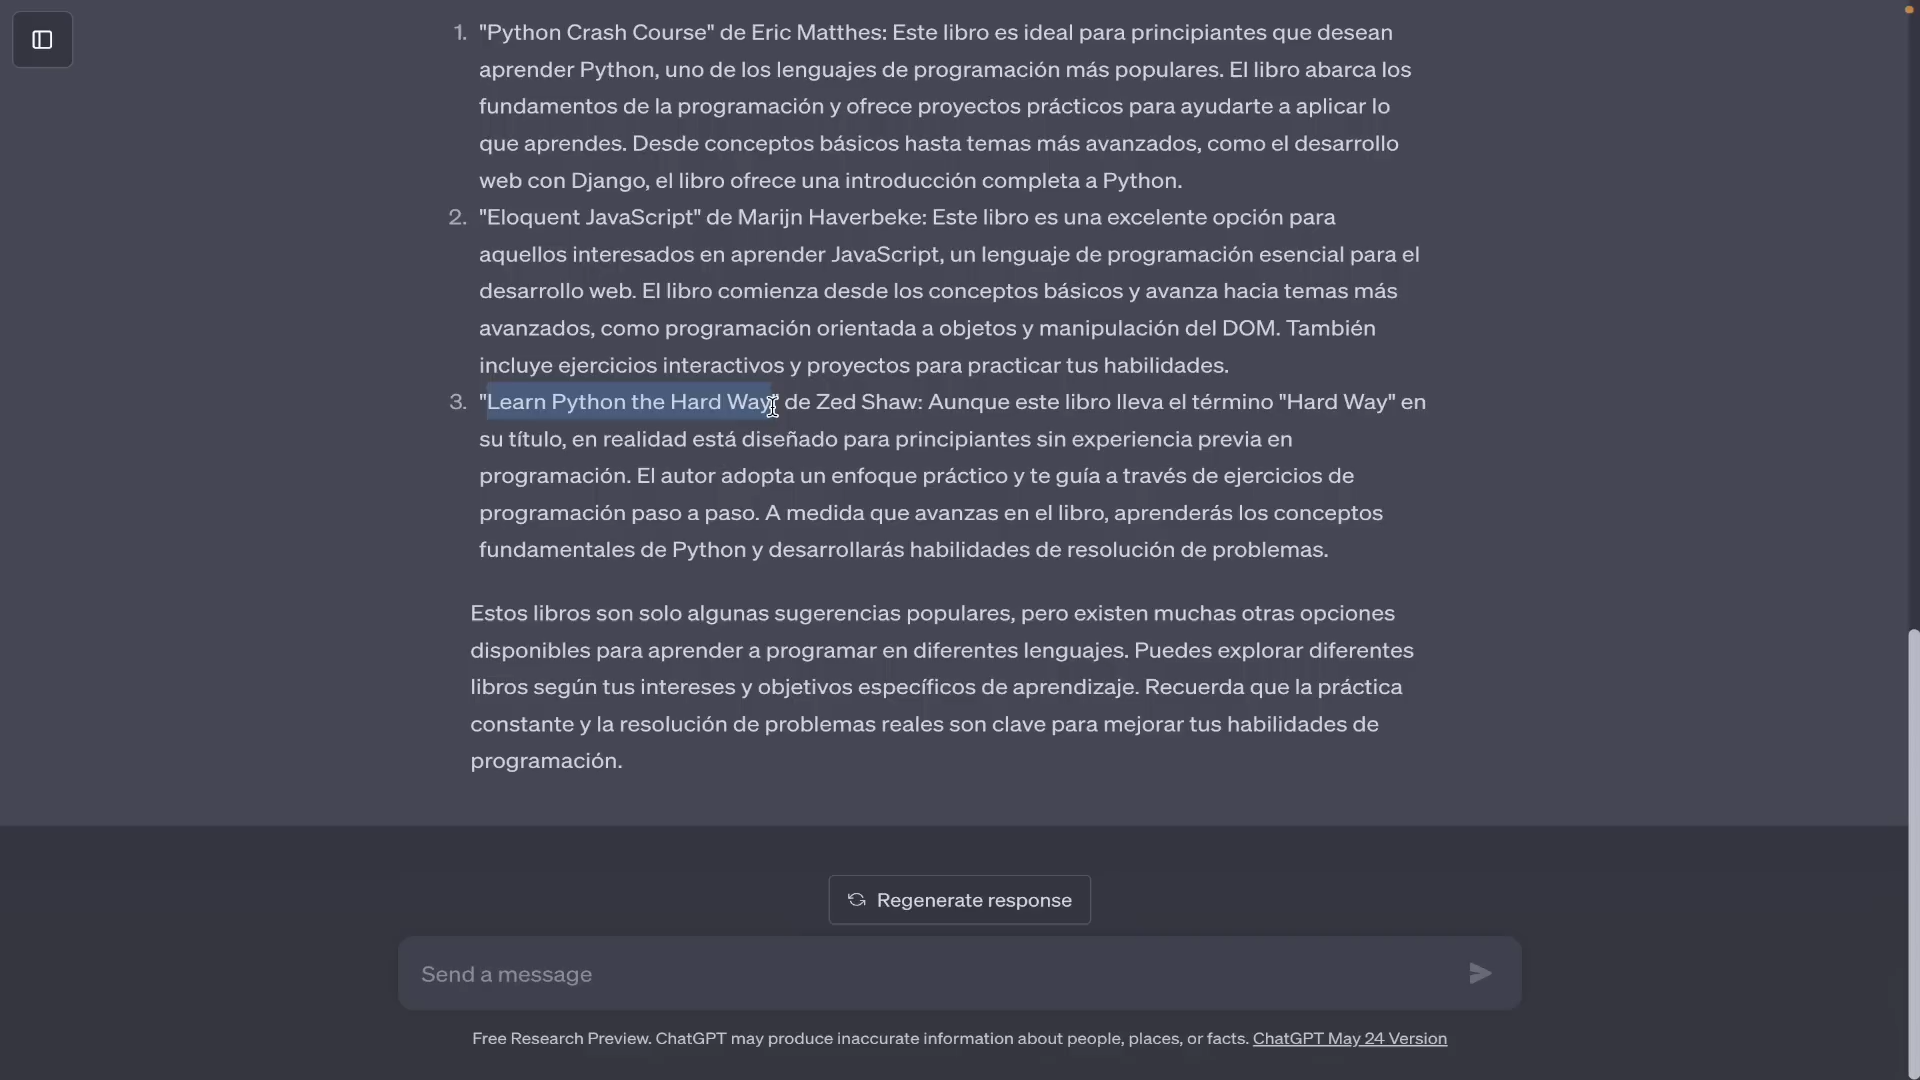 1. "Python Crash Course" de Eric Matthes: Este libro es ideal para principiantes que desean
aprender Python, uno de los lenguajes de programación más populares. El libro abarca los
fundamentos de la programación y ofrece proyectos prácticos para ayudarte a aplicar lo
que aprendes. Desde conceptos básicos hasta temas más avanzados, como el desarrollo
web con Django, el libro ofrece una introducción completa a Python.
2. "Eloquent JavaScript" de Marijn Haverbeke: Este libro es una excelente opción para
aquellos interesados en aprender JavaScript, un lenguaje de programación esencial para el
desarrollo web. El libro comienza desde los conceptos básicos y avanza hacia temas más
avanzados, como programación orientada a objetos y manipulación del DOM. También
incluye ejercicios interactivos y proyectos para practicar tus habilidades.
3. "Learn Python the Hard Way" de Zed Shaw: Aunque este libro lleva el término "Hard Way" en
su título, en realidad está diseñado para principiantes sin experiencia previa en
programación. El autor adopta un enfoque práctico y te guía a través de ejercicios de
programación paso a paso. A medida que avanzas en el libro, aprenderás los conceptos
fundamentales de Python y desarrollarás habilidades de resolución de problemas.
Estos libros son solo algunas sugerencias populares, pero existen muchas otras opciones
disponibles para aprender a programar en diferentes lenguajes. Puedes explorar diferentes
libros según tus intereses y objetivos específicos de aprendizaje. Recuerda que la práctica
constante y la resolución de problemas reales son clave para mejorar tus habilidades de
programación.
Regenerate response
Send a message
Free Research Preview. ChatGPT may produce inaccurate information about people, places, or facts. ChatGPT May 24 Version